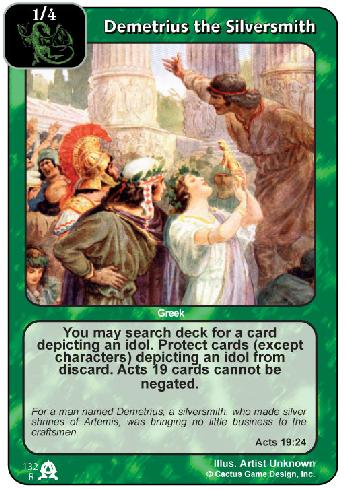 1/4
Demetrius the Silversmith
Greek
You may search deck for a card
depicting an idol. Protect cards (except
characters) depicting an idol from
discard. Acts 19 cards cannot be
negated.
For a man named Demetrius, a silversmith, who made silver
shrines of Artemis, was bringing no little business to the
craftsmen
Acts 19:24
132
R
Illus. Artist Unknown
© Cactus Game Design, Inc.